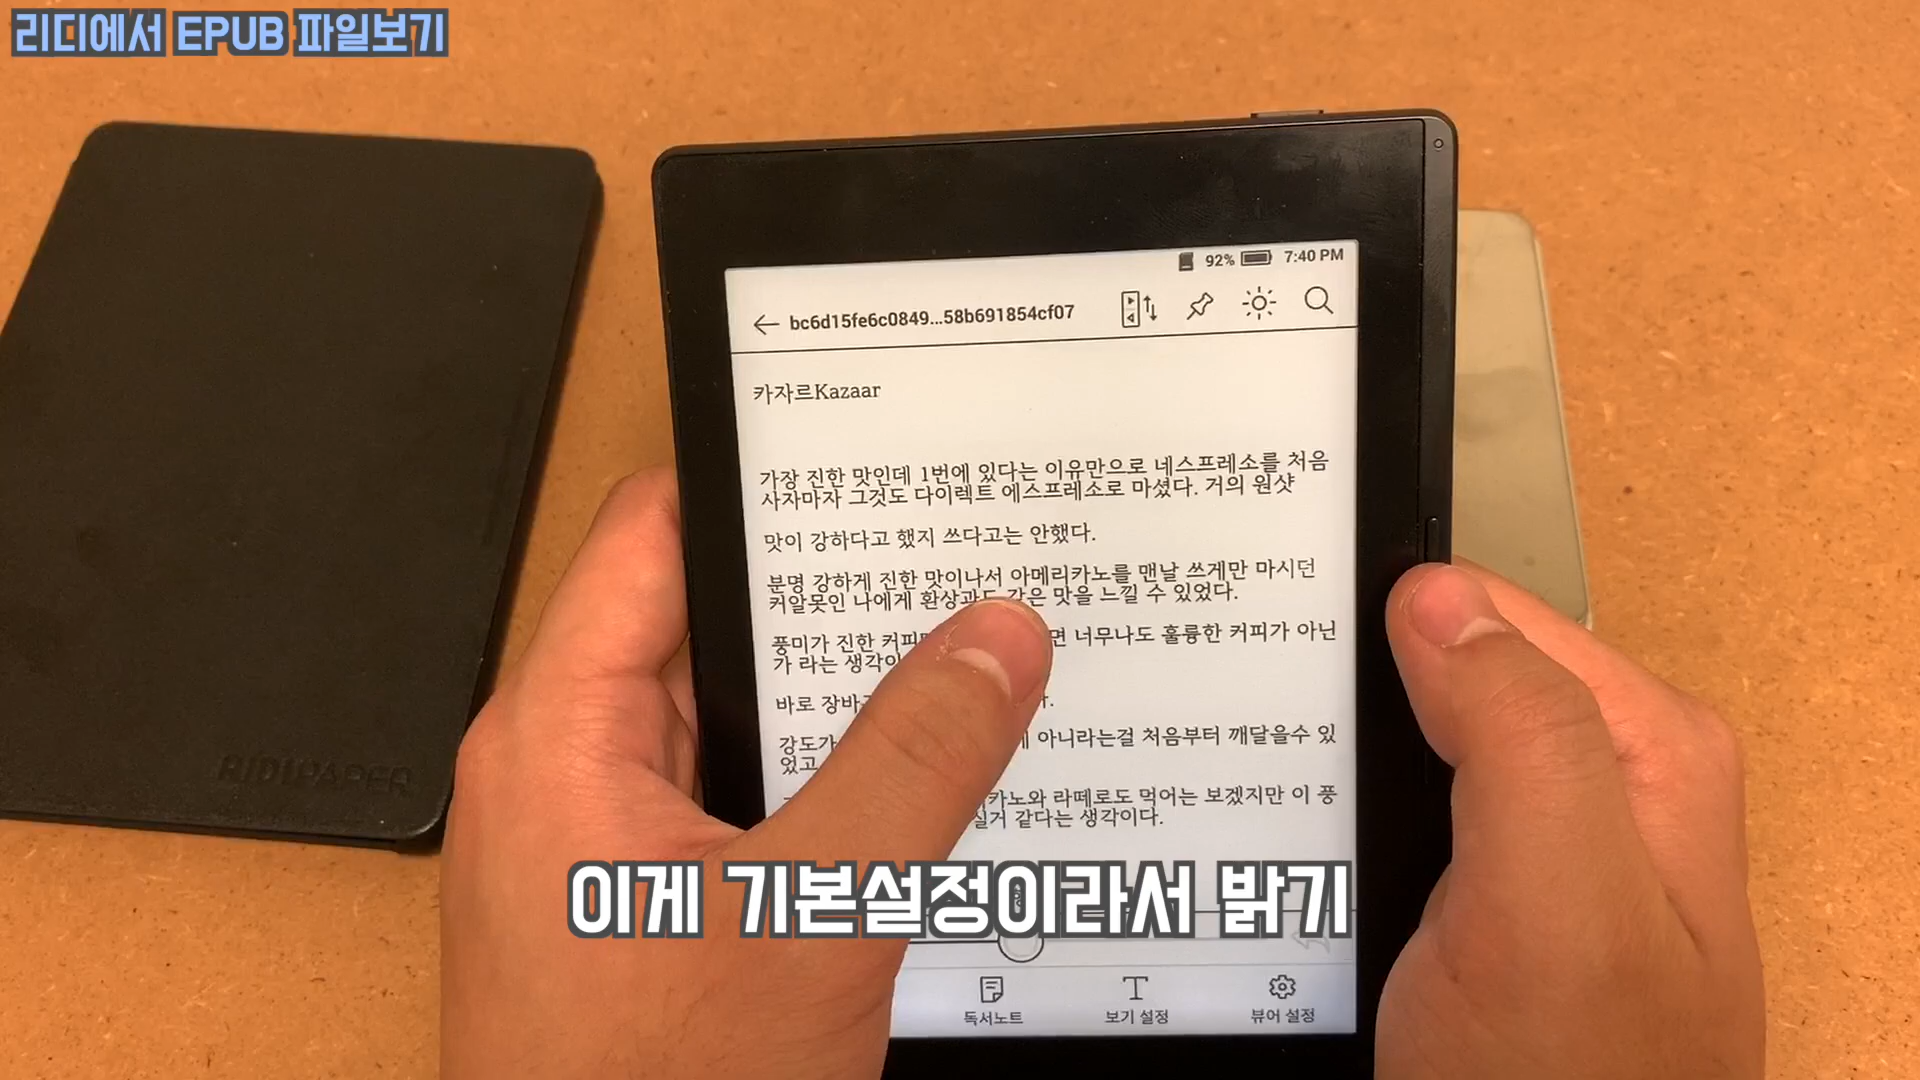 리디에서 EPUB 파일보기
92% 7:40 PM
bc6d15fe6c0849...58b691854cf07
카자르Kazaar
가장 진한 맛인데 1번에 있다는 이유만으로 네스프레소를 처음
사자마자 그것도 다이렉트 에스프레소로 마셨다. 거의 원샷
맛이 강하다고 했지 쓰다고는 안했다.
분명 강하게 진한 맛이나서 아메리카노를 맨날 쓰게만 마시던
커알못인 나에게 환상과도 같은 맛을 느낄 수 있었다.
풍미가 진한 너무나도 훌륭한 커피가 아닌
가 라는
바로
강도가 아니라는걸 처음부터 깨달을수 있
었고
라떼로도 먹어는 보겠지만 이 풍
같다는 생각이다.
RIDIPAPER
이게 기본설정이라서 밝기
독서노트
보기 설정
뷰어 설정